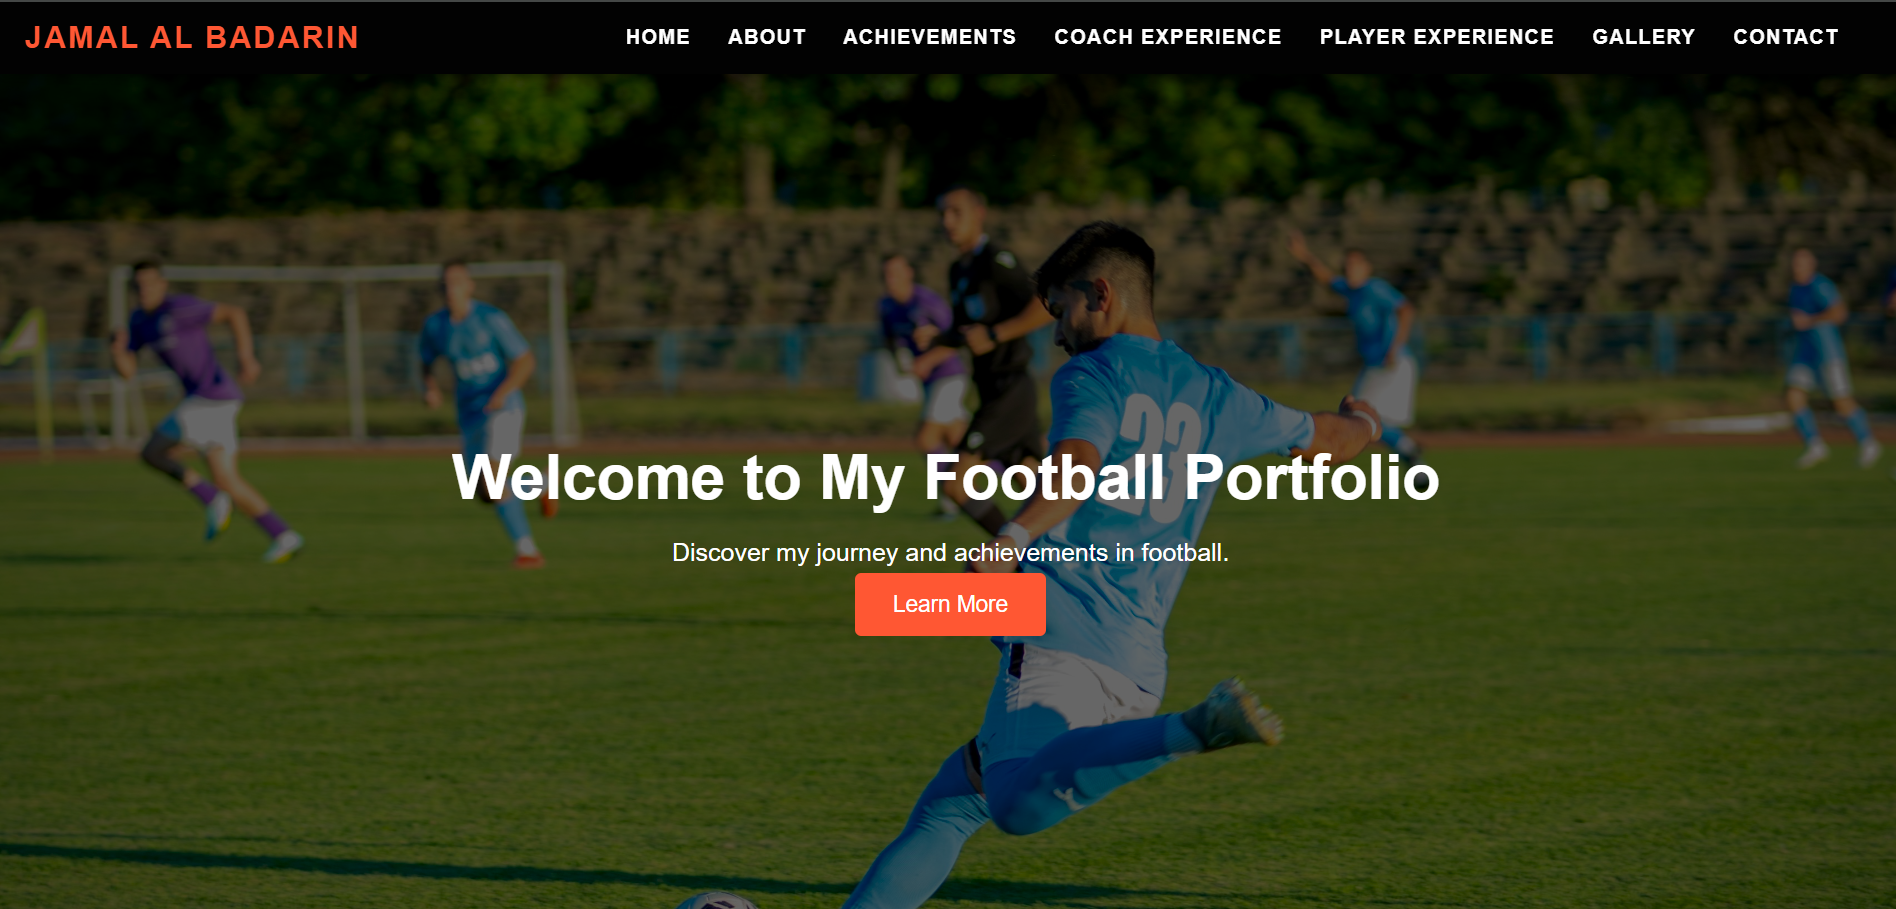 JAMAL AL BADARIN
HOME ABOUT ACHIEVEMENTS COACH EXPERIENCE PLAYER EXPERIENCE GALLERY CONTACT
23
Welcome to My Football Portfolio
Discover my journey and achievements in football.
Learn More